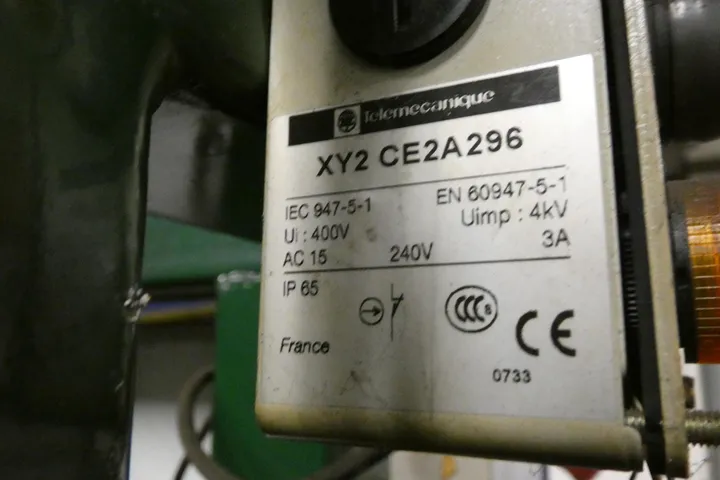 Telemecanique
XY2 CE2A296
IEC 947-5-1 EN 60947-5-1
Ui : 400V Uimp : 4kV
AC 15 240V 3A
IP 65
CCC S
CE
France
0733